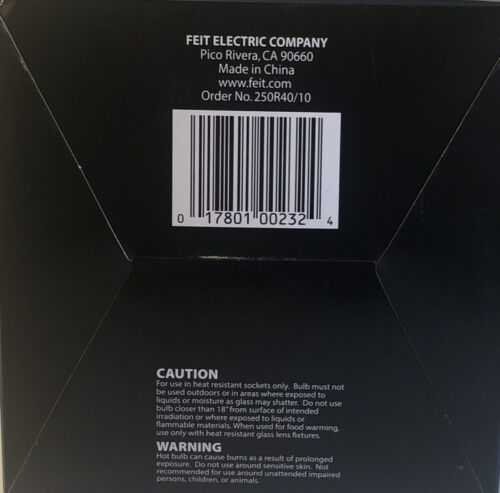 FEIT ELECTRIC COMPANY
Pico Rivera, CA 90660
Made in China
www.feit.com
Order No. 250R40/10
0 17801 00232 4
CAUTION
For use in heat resistant sockets only. Bulb must not
be used outdoors or in areas where exposed to
liquids or moisture as glass may shatter. Do not use
bulb closer than 18" from surface of intended
irradiation or where exposed to liquids or
flammable materials. When used for food warming,
use only with heat resistant glass lens fixtures.
WARNING
Hot bulb can cause burns as a result of prolonged
exposure. Do not use around sensitive skin. Not
recommended for use around unattended impaired
persons, children, or animals.